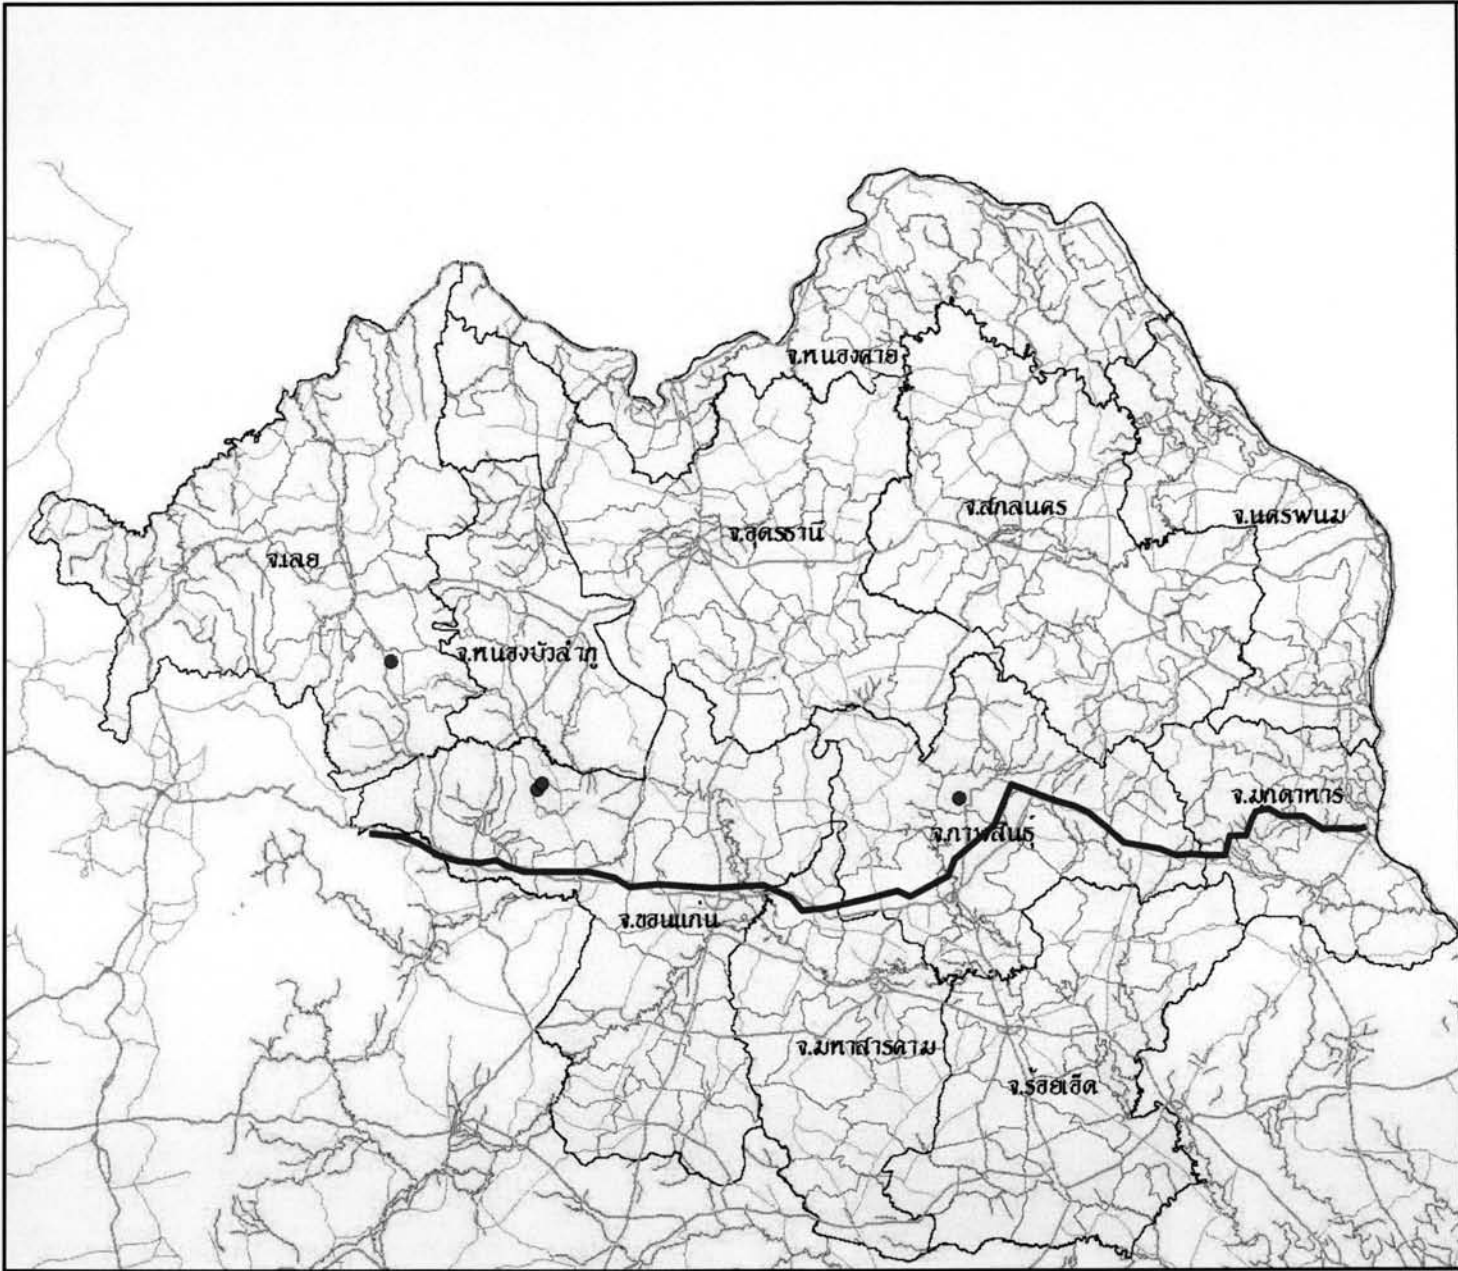 จ.หนองคาย
จ.สกลนคร
จ.นครพนม
จ.อุดรธานี
จ.เลย
จ.หนองบัวลำภู
จ.มุกดาหาร
จ.กาฬสินธุ์
จ.ขอนแก่น
จ.มหาสารคาม
จ.ร้อยเอ็ด